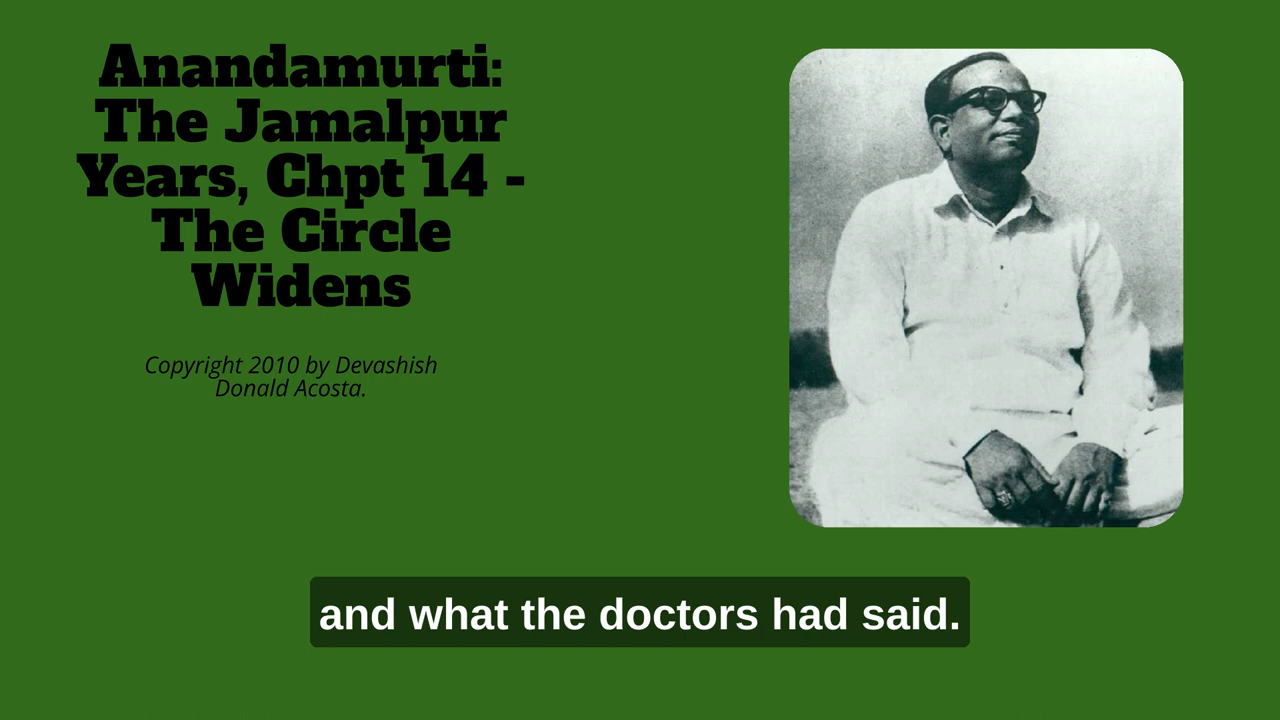 Anandamurti:
The Jamalpur
Years, Chpt 14 -
The Circle
Widens
Copyright 2010 by Devashish
Donald Acosta.
and what the doctors had said.